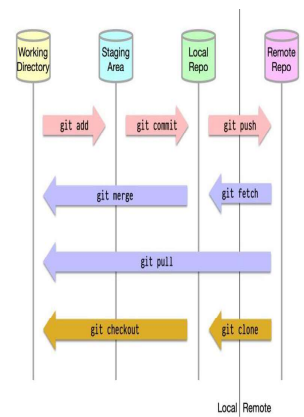 Working Directory
Staging Area
Local Repo
Remote Repo
git add
git commit
git push
git merge
git fetch
git pull
git checkout
git clone
Local
Remote